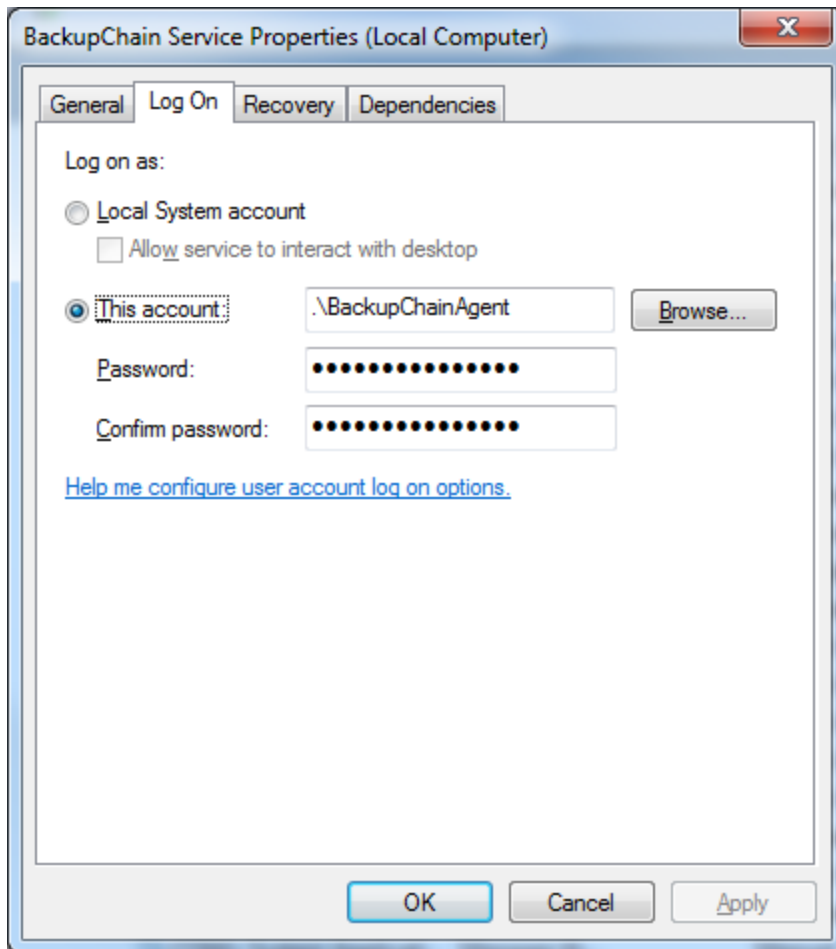 BackupChain Service Properties (Local Computer)
General Log On Recovery Dependencies
Log on as:
Local System account
Allow service to interact with desktop
This account: .\BackupChainAgent Browse...
Password: •••••••••••••••
Confirm password: •••••••••••••••
Help me configure user account log on options.
OK Cancel Apply